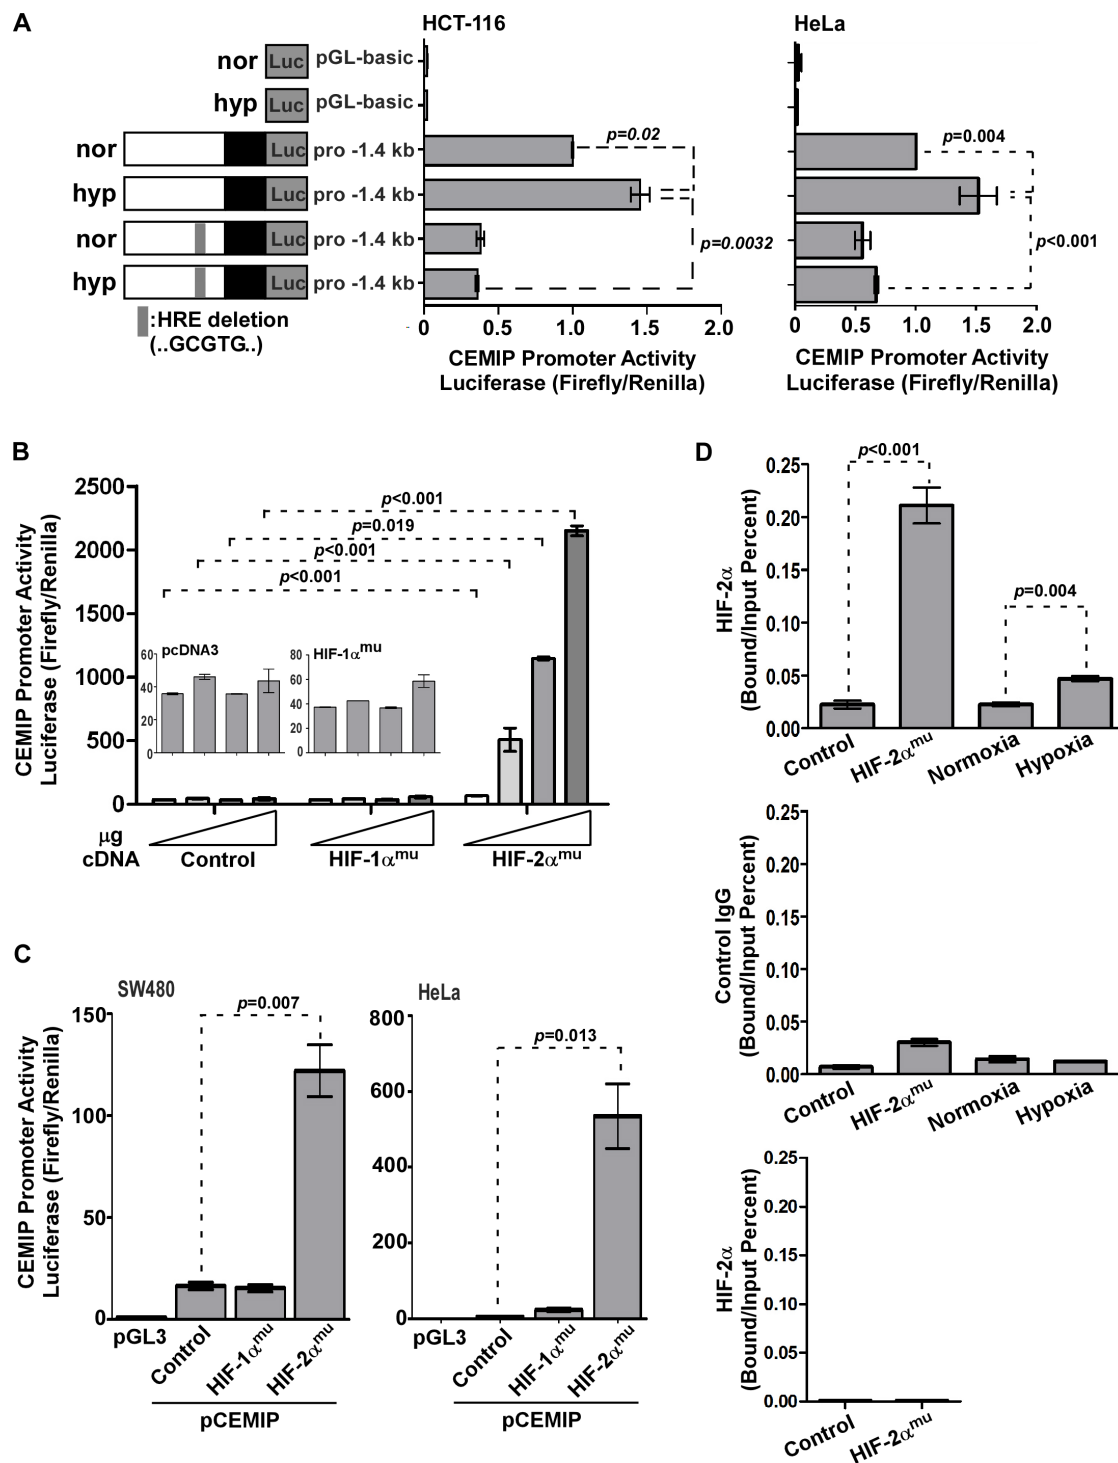 A
HCT-116
HeLa
nor Luc pGL-basic
hyp Luc pGL-basic
nor Luc pro -1.4 kb
hyp Luc pro -1.4 kb
nor Luc pro -1.4 kb
hyp Luc pro -1.4 kb
:HRE deletion
(..GCGTG..)
p=0.02
p=0.0032
0 0.5 1.0 1.5 2.0
CEMIP Promoter Activity
Luciferase (Firefly/Renilla)
p=0.004
p<0.001
0 0.5 1.0 1.5 2.0
CEMIP Promoter Activity
Luciferase (Firefly/Renilla)
B
CEMIP Promoter Activity
Luciferase (Firefly/Renilla)
2500
2000
1500
1000
500
0
p<0.001
p=0.019
p<0.001
p<0.001
pcDNA3
60
40
20
0
HIF-1α^mu
80
60
40
20
0
µg
cDNA
Control
HIF-1α^mu
HIF-2α^mu
C
CEMIP Promoter Activity
Luciferase (Firefly/Renilla)
SW480
150
100
50
0
p=0.007
pGL3
Control
HIF-1α^mu
HIF-2α^mu
pCEMIP
HeLa
800
600
400
200
0
p=0.013
pGL3
Control
HIF-1α^mu
HIF-2α^mu
pCEMIP
D
HIF-2α
(Bound/Input Percent)
0.25
0.20
0.15
0.10
0.05
0.00
p<0.001
p=0.004
Control
HIF-2α^mu
Normoxia
Hypoxia
Control IgG
(Bound/Input Percent)
0.25
0.20
0.15
0.10
0.05
0.00
Control
HIF-2α^mu
Normoxia
Hypoxia
HIF-2α
(Bound/Input Percent)
0.25
0.20
0.15
0.10
0.05
0.00
Control
HIF-2α^mu